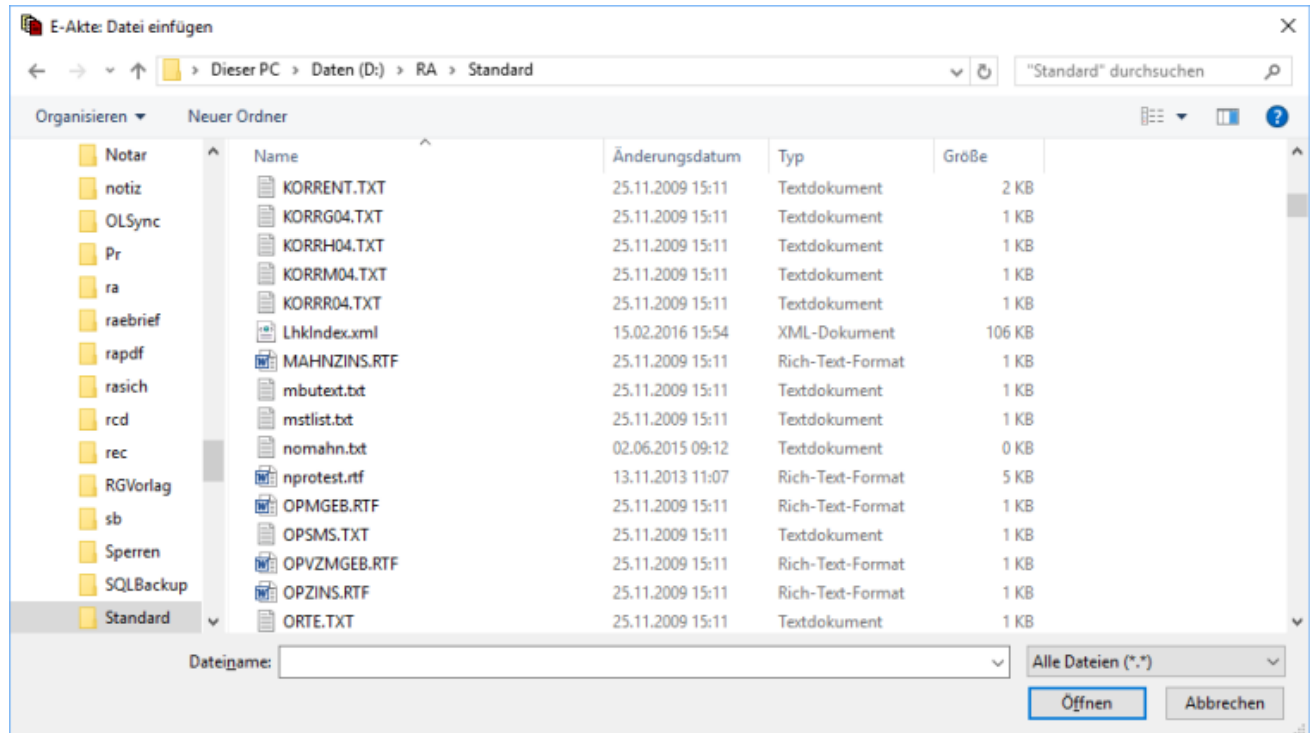 E-Akte: Datei einfügen
Dieser PC > Daten (D:) > RA > Standard
"Standard" durchsuchen
Organisieren Neuer Ordner
Notar
notiz
OLSync
Pr
ra
raebrief
rapdf
rasich
rcd
rec
RGVorlag
sb
Sperren
SQLBackup
Standard
Name Änderungsdatum Typ Größe
KORRENT.TXT 25.11.2009 15:11 Textdokument 2 KB
KORRG04.TXT 25.11.2009 15:11 Textdokument 1 KB
KORRH04.TXT 25.11.2009 15:11 Textdokument 1 KB
KORRM04.TXT 25.11.2009 15:11 Textdokument 1 KB
KORRR04.TXT 25.11.2009 15:11 Textdokument 1 KB
LhkIndex.xml 15.02.2016 15:54 XML-Dokument 106 KB
MAHNZINS.RTF 25.11.2009 15:11 Rich-Text-Format 1 KB
mbutext.txt 25.11.2009 15:11 Textdokument 1 KB
mstlist.txt 25.11.2009 15:11 Textdokument 1 KB
nomahn.txt 02.06.2015 09:12 Textdokument 0 KB
nprotest.rtf 13.11.2013 11:07 Rich-Text-Format 5 KB
OPMGEB.RTF 25.11.2009 15:11 Rich-Text-Format 1 KB
OPSMS.TXT 25.11.2009 15:11 Textdokument 1 KB
OPVZMGEB.RTF 25.11.2009 15:11 Rich-Text-Format 1 KB
OPZINS.RTF 25.11.2009 15:11 Rich-Text-Format 1 KB
ORTE.TXT 25.11.2009 15:11 Textdokument 1 KB
Dateiname:
Alle Dateien (*.*)
Öffnen Abbrechen